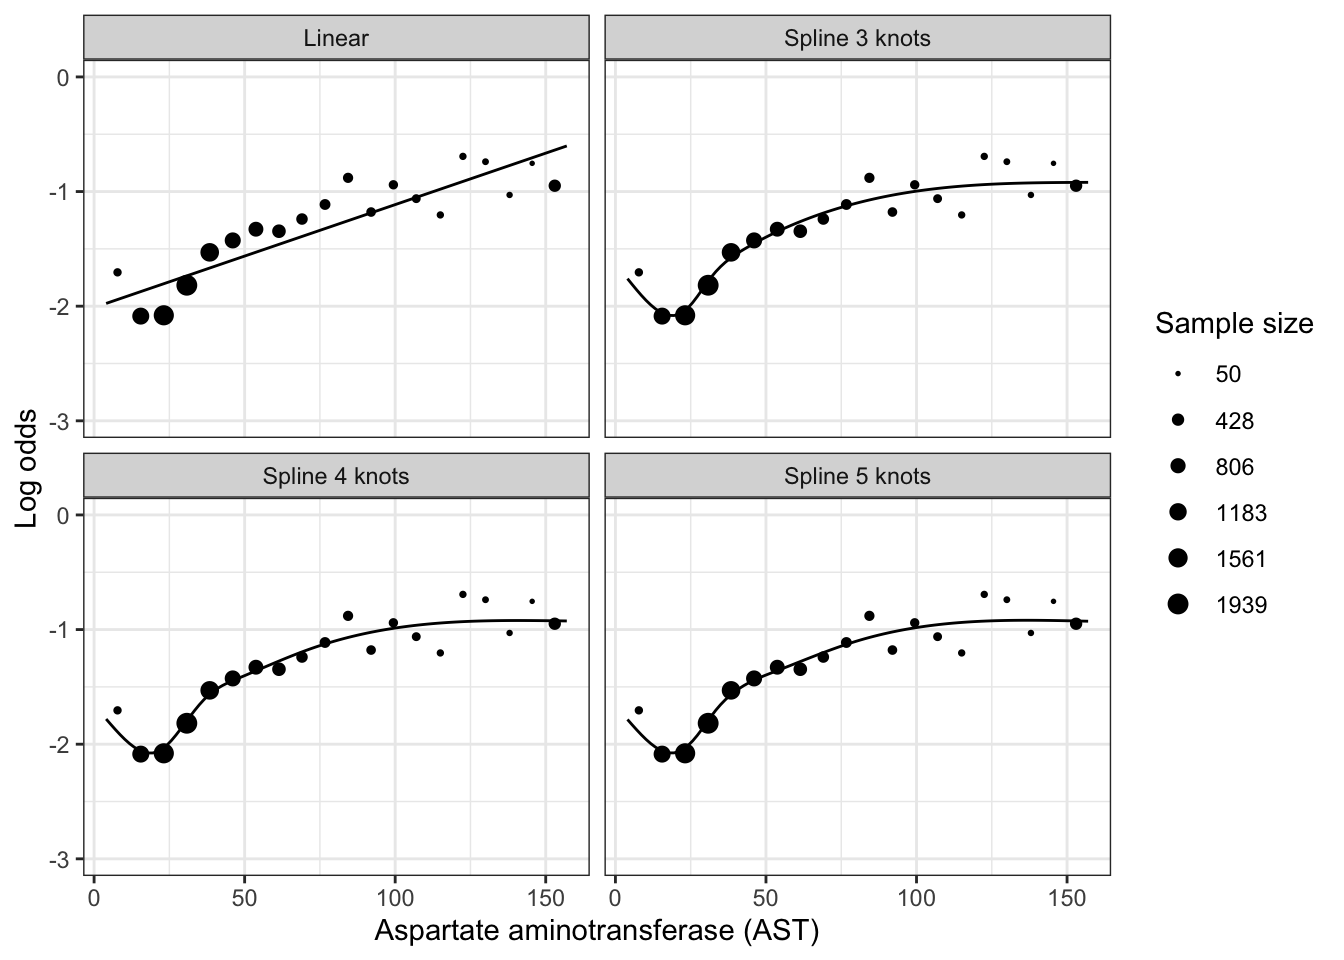 Linear
Spline 3 knots
0
-1
-2
-3
Spline 4 knots
Spline 5 knots
0
-1
-2
-3
0 50 100 150
0 50 100 150
Log odds
Aspartate aminotransferase (AST)
Sample size
50
428
806
1183
1561
1939